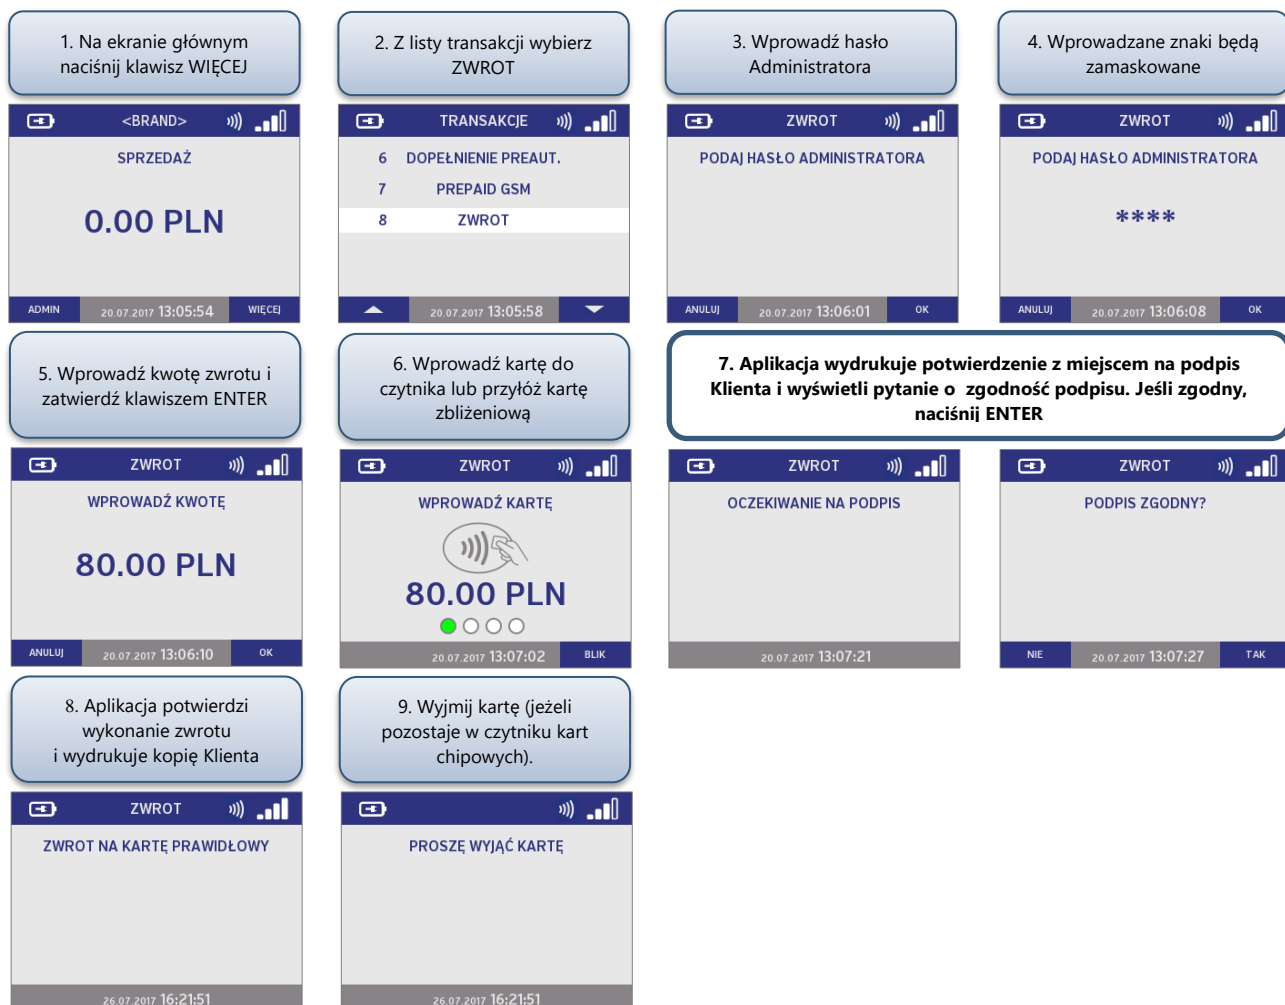 1. Na ekranie głównym
naciśnij klawisz WIĘCEJ
2. Z listy transakcji wybierz
ZWROT
3. Wprowadź hasło
Administratora
4. Wprowadzane znaki będą
zamaskowane
<BRAND>
SPRZEDAŻ
0.00 PLN
ADMIN 20.07.2017 13:05:54 WIĘCEJ
TRANSAKCJE
6 DOPEŁNIENIE PREAUT.
7 PREPAID GSM
8 ZWROT
20.07.2017 13:05:58
ZWROT
PODAJ HASŁO ADMINISTRATORA
ANULUJ 20.07.2017 13:06:01 OK
ZWROT
PODAJ HASŁO ADMINISTRATORA
****
ANULUJ 20.07.2017 13:06:08 OK
5. Wprowadź kwotę zwrotu i
zatwierdź klawiszem ENTER
6. Wprowadź kartę do
czytnika lub przyłóż kartę
zbliżeniową
7. Aplikacja wydrukuje potwierdzenie z miejscem na podpis
Klienta i wyświetli pytanie o zgodność podpisu. Jeśli zgodny,
naciśnij ENTER
ZWROT
WPROWADŹ KWOTĘ
80.00 PLN
ANULUJ 20.07.2017 13:06:10 OK
ZWROT
WPROWADŹ KARTĘ
80.00 PLN
20.07.2017 13:07:02 BLIK
ZWROT
OCZEKIWANIE NA PODPIS
20.07.2017 13:07:21
ZWROT
PODPIS ZGODNY?
NIE 20.07.2017 13:07:27 TAK
8. Aplikacja potwierdzi
wykonanie zwrotu
i wydrukuje kopię Klienta
9. Wyjmij kartę (jeżeli
pozostaje w czytniku kart
chipowych).
ZWROT
ZWROT NA KARTĘ PRAWIDŁOWY
26.07.2017 16:21:51
PROSZĘ WYJĄĆ KARTĘ
26.07.2017 16:21:51